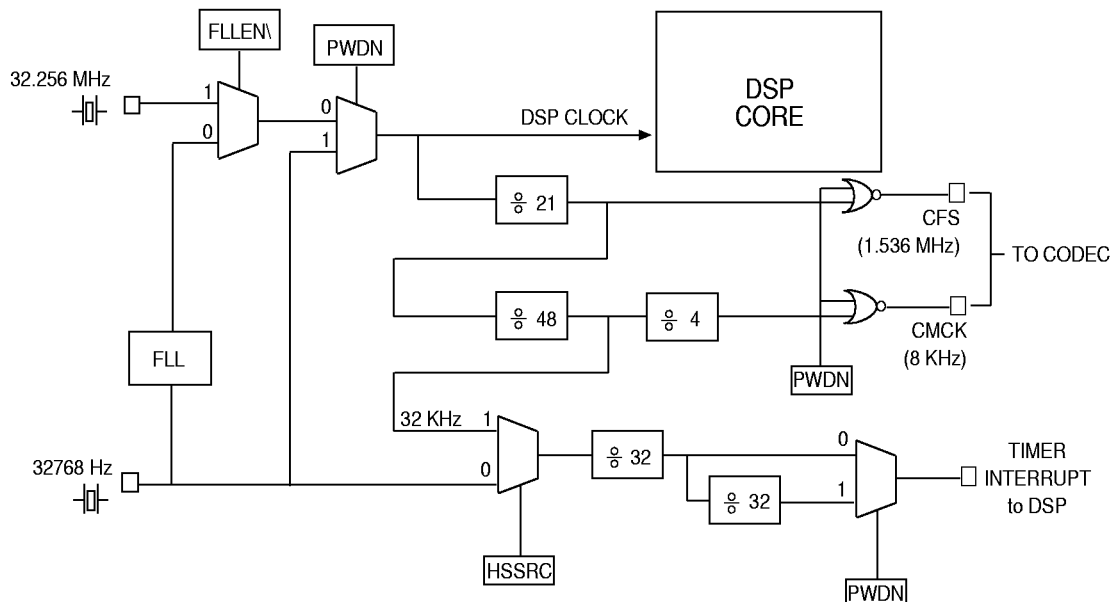 FLLEN\
PWDN
32.256 MHz
1
0
0
1
DSP CLOCK
DSP
CORE
÷ 21
CFS
(1.536 MHz)
TO CODEC
÷ 48
÷ 4
CMCK
(8 KHz)
PWDN
FLL
32 KHz
1
0
32768 Hz
÷ 32
÷ 32
0
1
TIMER
INTERRUPT
to DSP
HSSRC
PWDN